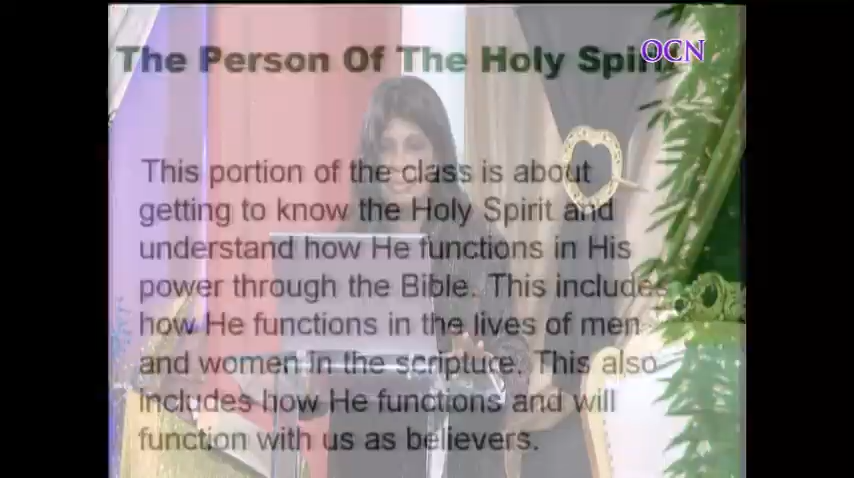 The Person Of The Holy Spirit
OCN
This portion of the class is about
getting to know the Holy Spirit and
understand how He functions in His
power through the Bible. This includes
how He functions in the lives of men
and women in the scripture. This also
includes how He functions and will
function with us as believers.